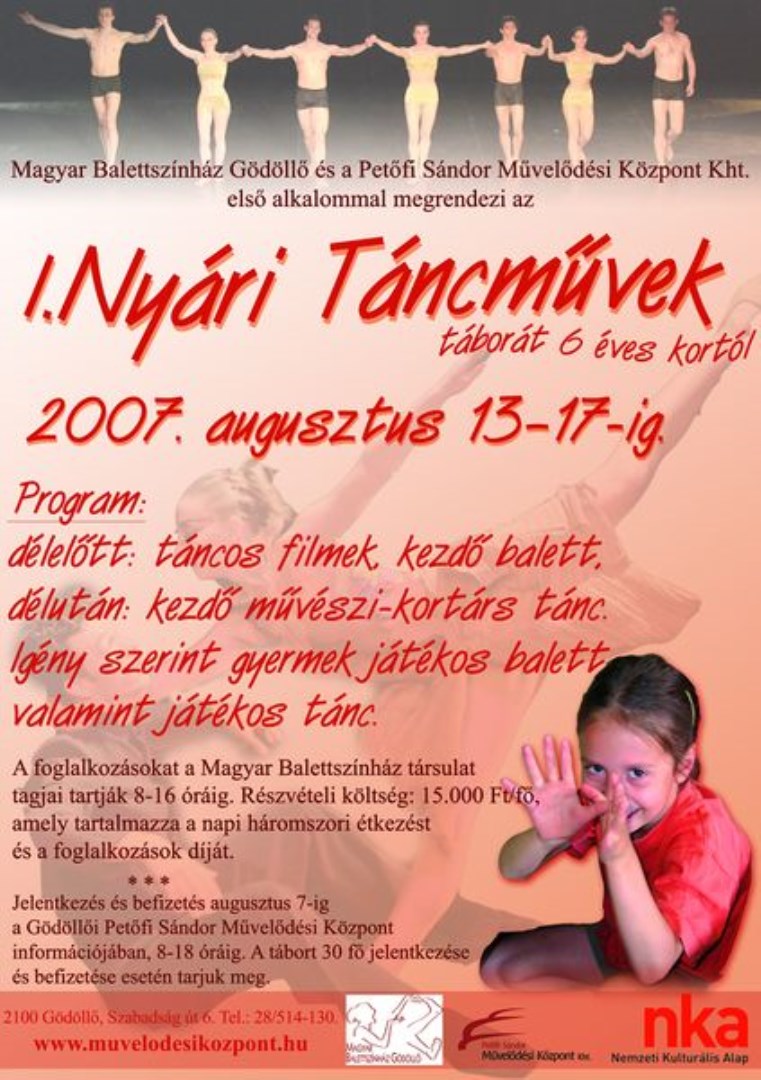 Magyar Balettszínház Gödöllő és a Petőfi Sándor Művelődési Központ Kht.
első alkalommal megrendezi az
I. Nyári Táncművek
táborát 6 éves kortól
2007. augusztus 13-17-ig.
Program:
délelőtt: táncos filmek, kezdő balett,
délután: kezdő művészi-kortárs tánc.
Igény szerint gyermek játékos balett
valamint játékos tánc.
A foglalkozásokat a Magyar Balettszínház társulat
tagjai tartják 8-16 óráig. Részvételi költség: 15.000 Ft/fő,
amely tartalmazza a napi háromszori étkezést
és a foglalkozások díját.
* * *
Jelentkezés és befizetés augusztus 7-ig
a Gödöllői Petőfi Sándor Művelődési Központ
információjában, 8-18 óráig. A tábort 30 fő jelentkezése
és befizetése esetén tarjuk meg.
2100 Gödöllő, Szabadság út 6. Tel.: 28/514-130.
www.muvelodesikozpont.hu
MAGYAR
BALETTSZÍNHÁZ GÖDÖLLŐ
Petőfi Sándor
Művelődési Központ Kht.
nka
Nemzeti Kulturális Alap